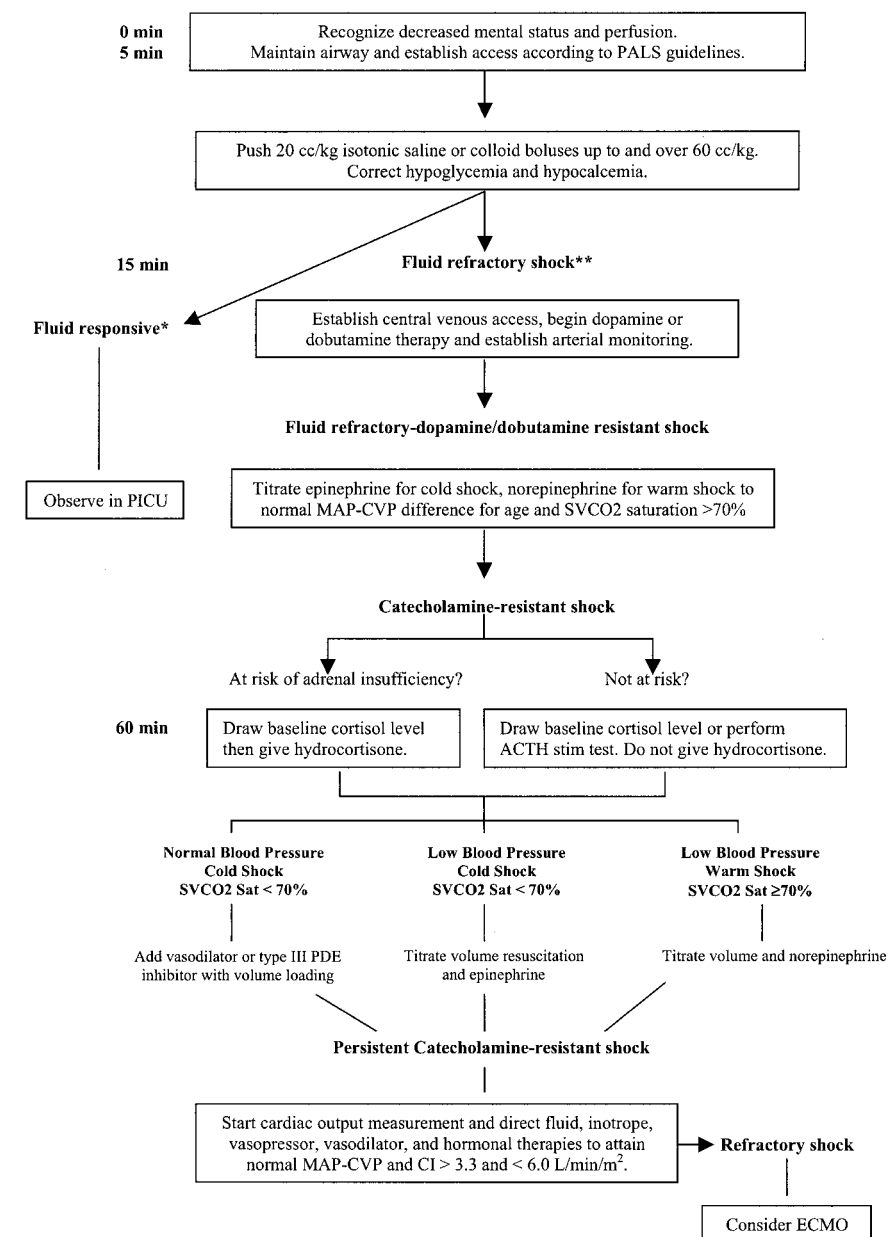 0 min
5 min
Recognize decreased mental status and perfusion.
Maintain airway and establish access according to PALS guidelines.
Push 20 cc/kg isotonic saline or colloid boluses up to and over 60 cc/kg.
Correct hypoglycemia and hypocalcemia.
15 min
Fluid refractory shock**
Fluid responsive*
Establish central venous access, begin dopamine or
dobutamine therapy and establish arterial monitoring.
Fluid refractory-dopamine/dobutamine resistant shock
Observe in PICU
Titrate epinephrine for cold shock, norepinephrine for warm shock to
normal MAP-CVP difference for age and SVCO2 saturation >70%
Catecholamine-resistant shock
At risk of adrenal insufficiency?
Not at risk?
60 min
Draw baseline cortisol level
then give hydrocortisone.
Draw baseline cortisol level or perform
ACTH stim test. Do not give hydrocortisone.
Normal Blood Pressure
Cold Shock
SVCO2 Sat < 70%
Low Blood Pressure
Cold Shock
SVCO2 Sat < 70%
Low Blood Pressure
Warm Shock
SVCO2 Sat ≥70%
Add vasodilator or type III PDE
inhibitor with volume loading
Titrate volume resuscitation
and epinephrine
Titrate volume and norepinephrine
Persistent Catecholamine-resistant shock
Start cardiac output measurement and direct fluid, inotrope,
vasopressor, vasodilator, and hormonal therapies to attain
normal MAP-CVP and CI > 3.3 and < 6.0 L/min/m².
Refractory shock
Consider ECMO